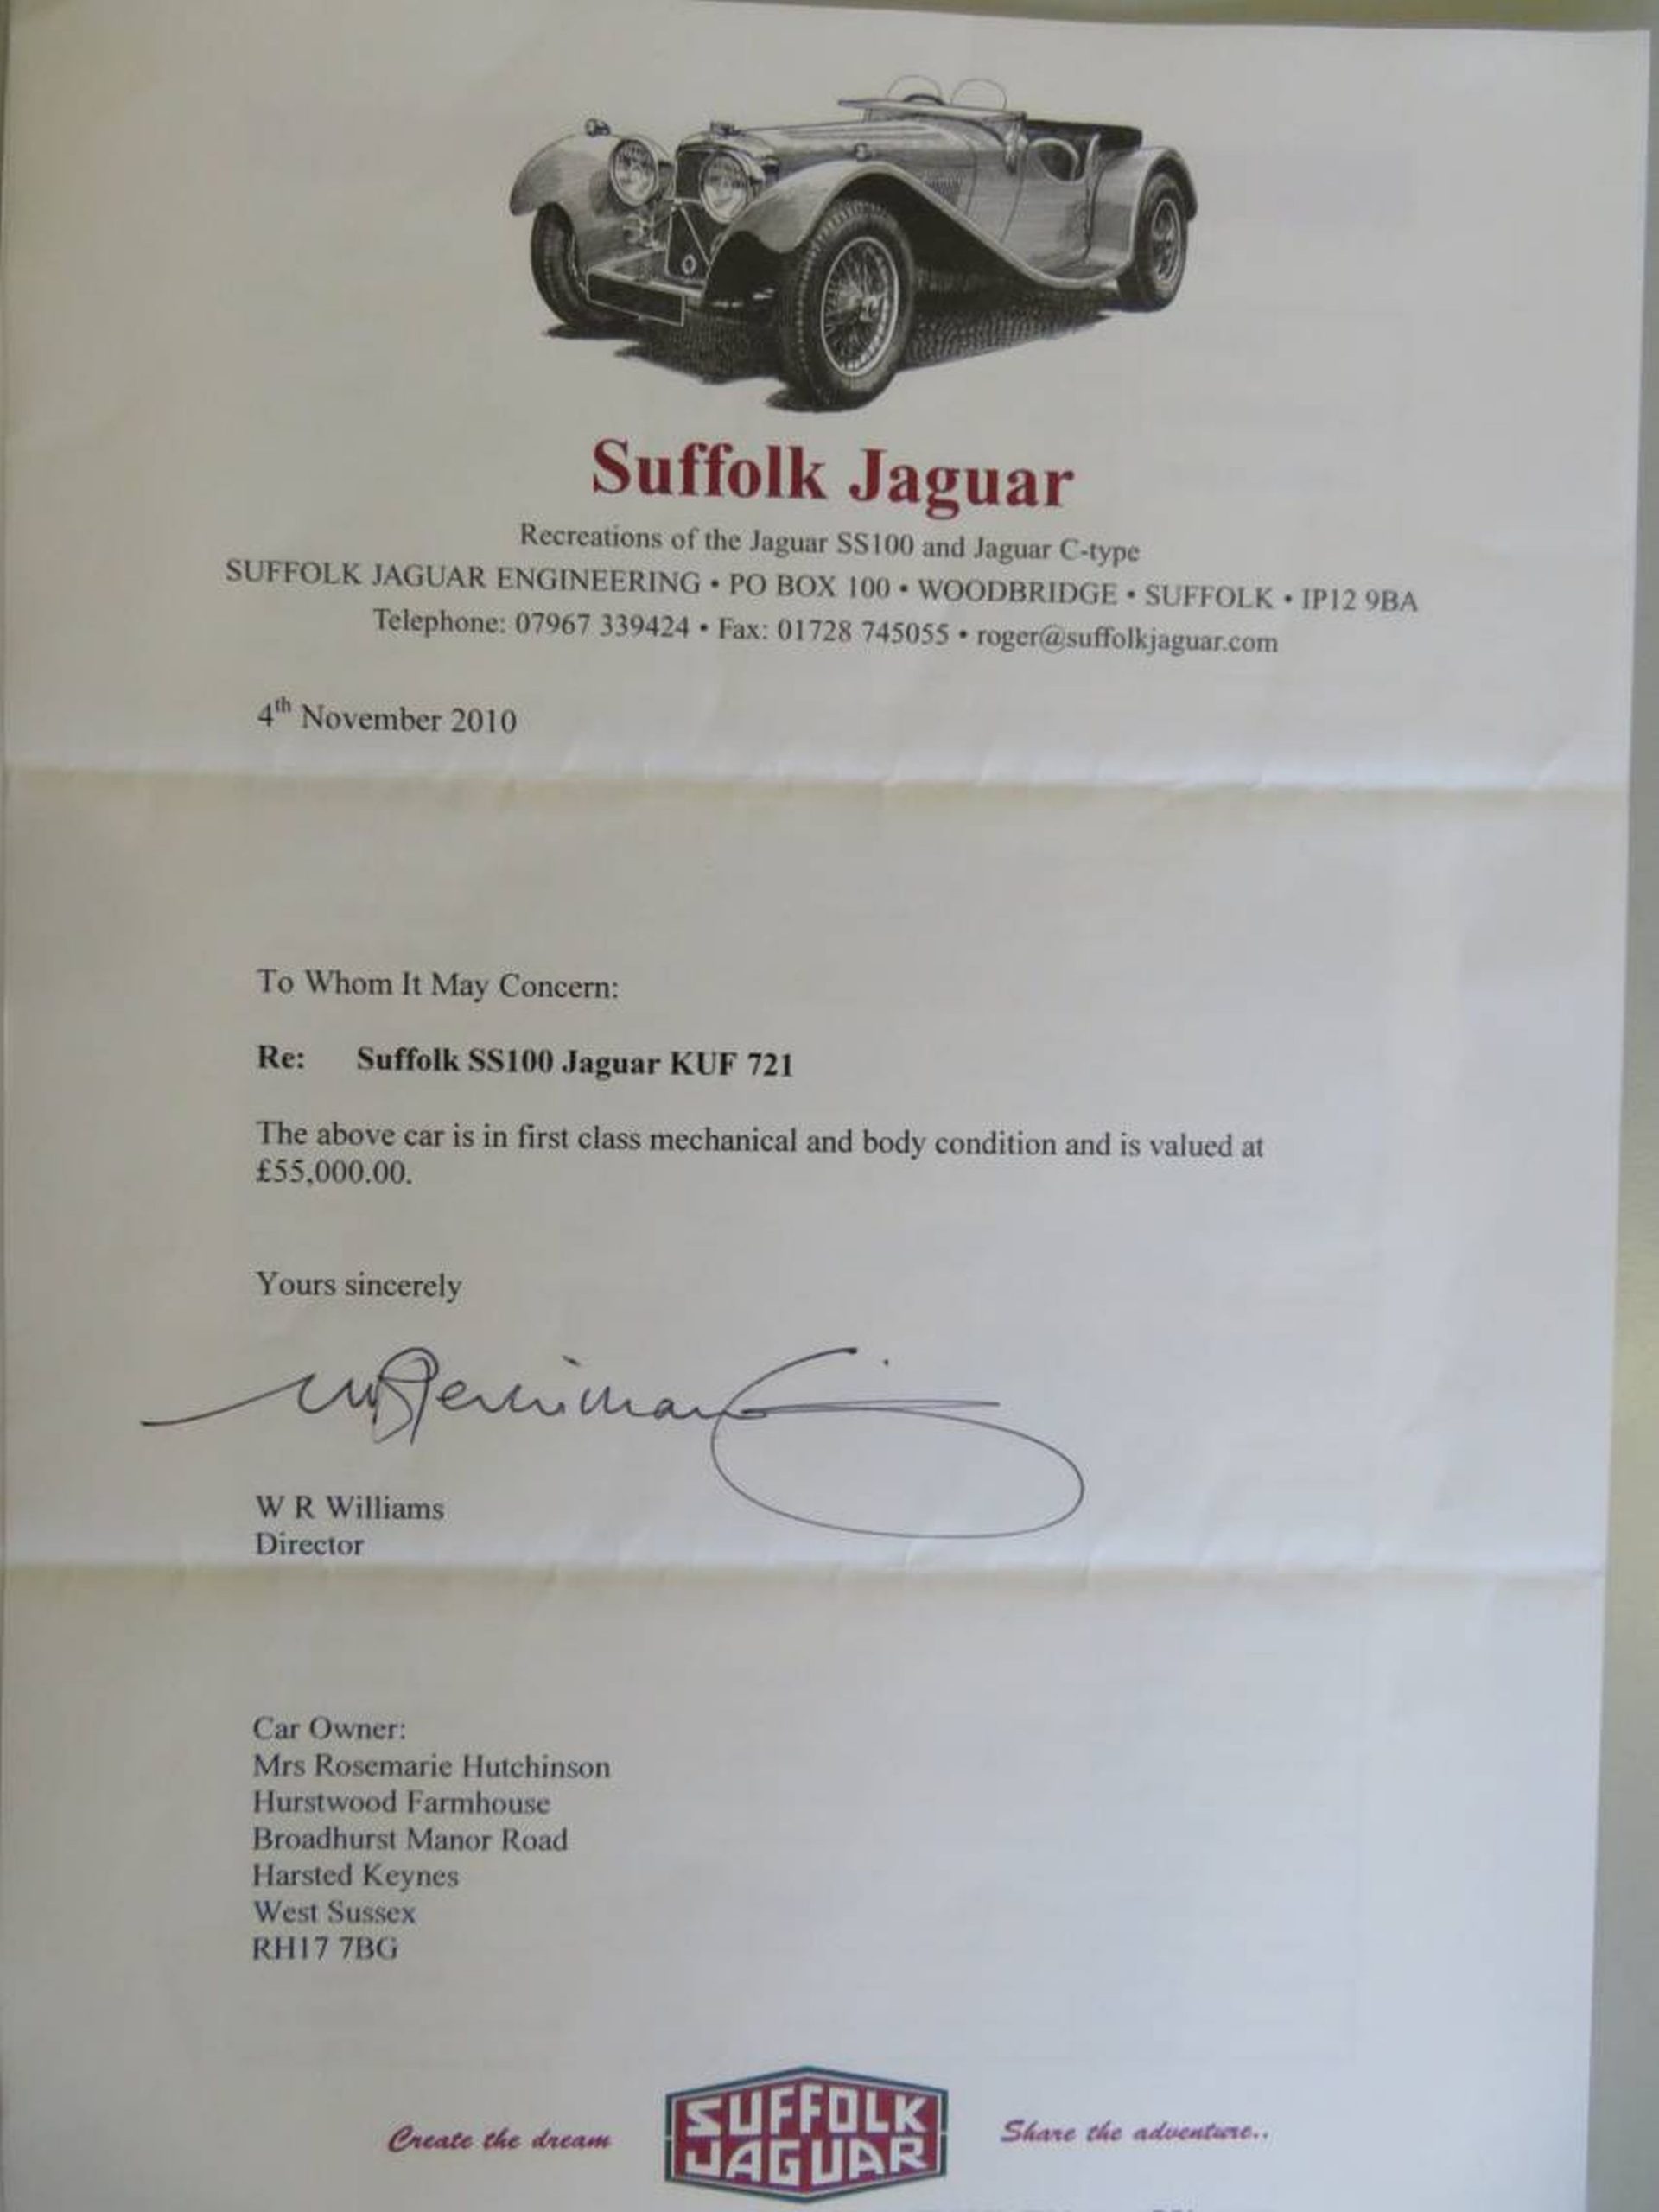 Suffolk Jaguar
Recreations of the Jaguar SS100 and Jaguar C-type
SUFFOLK JAGUAR ENGINEERING • PO BOX 100 • WOODBRIDGE • SUFFOLK • IP12 9BA
Telephone: 07967 339424 • Fax: 01728 745055 • roger@suffolkjaguar.com
4th November 2010
To Whom It May Concern:
Re: Suffolk SS100 Jaguar KUF 721
The above car is in first class mechanical and body condition and is valued at
£55,000.00.
Yours sincerely
W R Williams
Director
Car Owner:
Mrs Rosemarie Hutchinson
Hurstwood Farmhouse
Broadhurst Manor Road
Harsted Keynes
West Sussex
RH17 7BG
Create the dream
SUFFOLK
JAGUAR
Share the adventure..